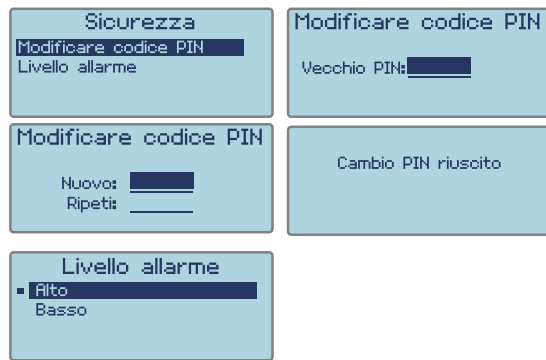 Sicurezza
Modificare codice PIN
Livello allarme
Modificare codice PIN
Vecchio PIN:
Modificare codice PIN
Nuovo:
Ripeti:
Cambio PIN riuscito
Livello allarme
Alto
Basso